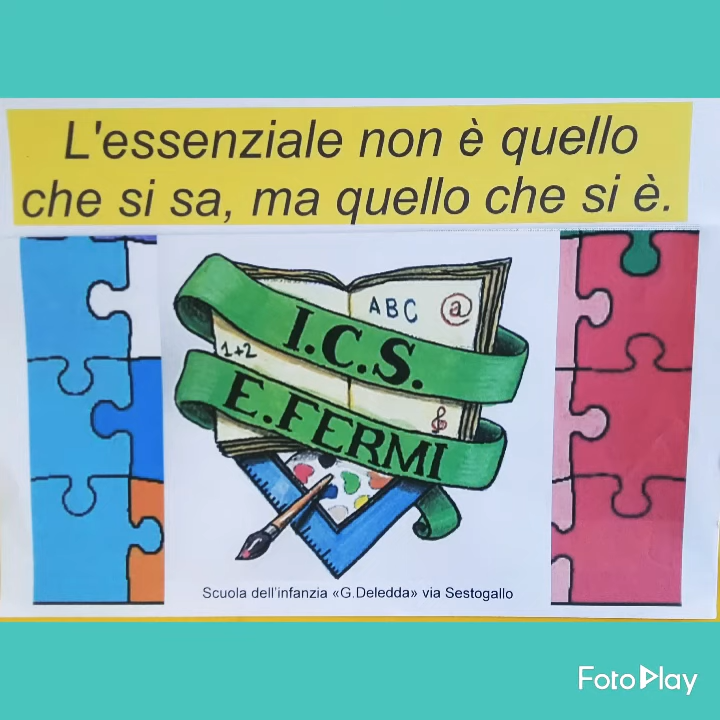 L'essenziale non è quello
che si sa, ma quello che si è.
ABC @
1+2
I.C.S.
E.FERMI
Scuola dell'infanzia «G.Deledda» via Sestogallo
FotoPlay